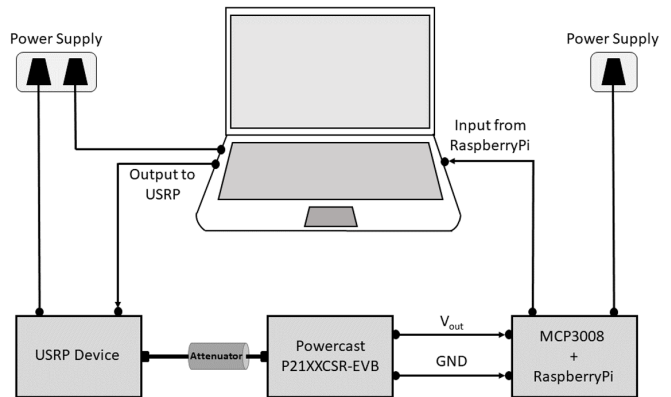 Power Supply
Power Supply
Input from
RaspberryPi
Output to
USRP
USRP Device
Attenuator
Powercast
P21XXCSR-EVB
Vout
GND
MCP3008
+
RaspberryPi